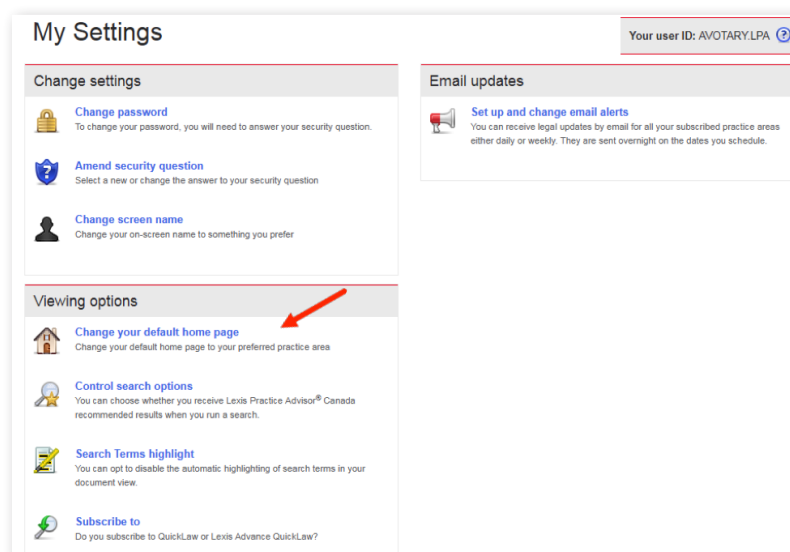 My Settings
Your user ID: AVOTARY.LPA ?
Change settings
Change password
To change your password, you will need to answer your security question.
Amend security question
Select a new or change the answer to your security question
Change screen name
Change your on-screen name to something you prefer
Email updates
Set up and change email alerts
You can receive legal updates by email for all your subscribed practice areas
either daily or weekly. They are sent overnight on the dates you schedule.
Viewing options
Change your default home page
Change your default home page to your preferred practice area
Control search options
You can choose whether you receive Lexis Practice Advisor® Canada
recommended results when you run a search.
Search Terms highlight
You can opt to disable the automatic highlighting of search terms in your
document view.
Subscribe to
Do you subscribe to QuickLaw or Lexis Advance QuickLaw?